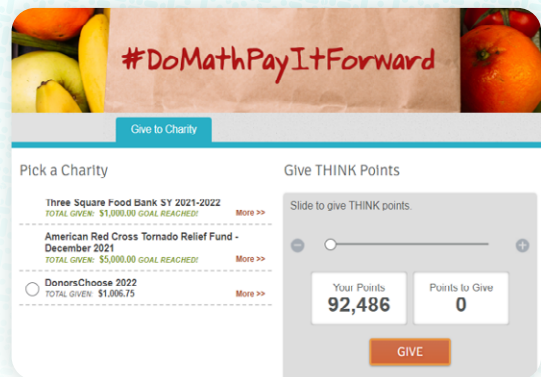 #DoMathPayItForward
Give to Charity
Pick a Charity
Three Square Food Bank SY 2021-2022
TOTAL GIVEN: $1,000.00 GOAL REACHED!
More >>
American Red Cross Tornado Relief Fund -
December 2021
TOTAL GIVEN: $5,000.00 GOAL REACHED!
More >>
DonorsChoose 2022
TOTAL GIVEN: $1,006.75
More >>
Give THINK Points
Slide to give THINK points.
Your Points
92,486
Points to Give
0
GIVE